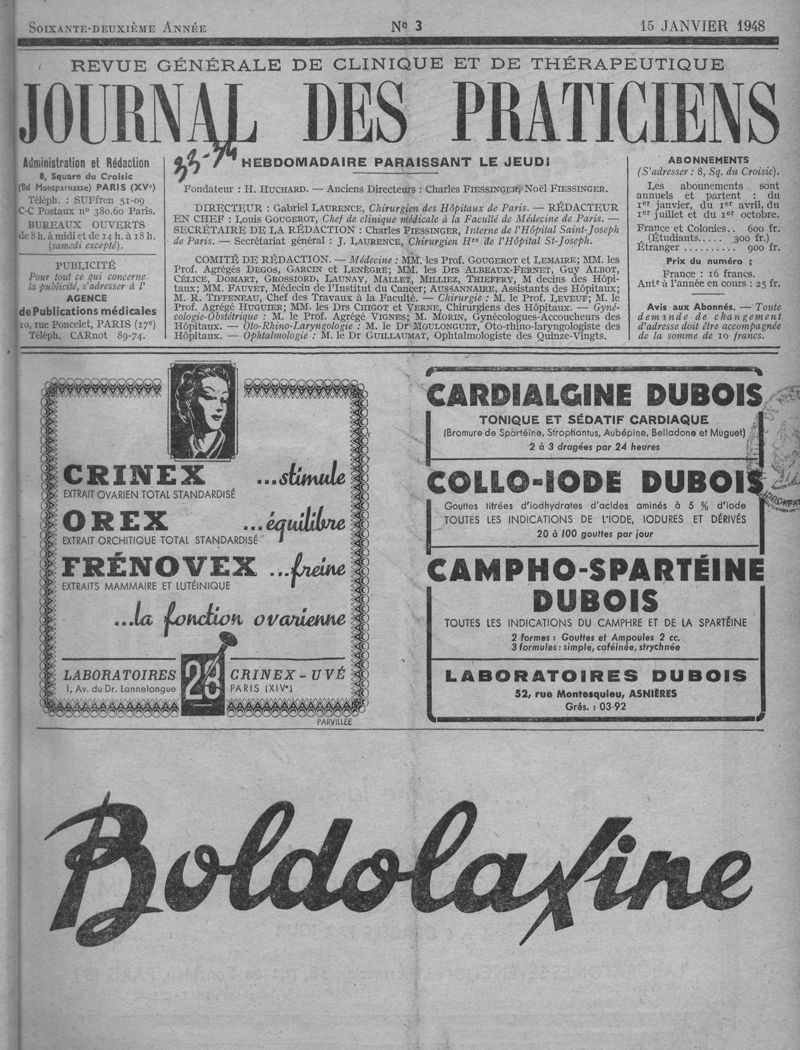 SOIXANTE-DEUXIÈME ANNÉE
Nº 3
15 JANVIER 1948
REVUE GÉNÉRALE DE CLINIQUE ET DE THÉRAPEUTIQUE
JOURNAL DES PRATICIENS
Administration et Rédaction
8, Square du Croisic
(Bd Montparnasse) PARIS (XVe)
Téléph. : SUFfren 51-09
C-C Postaux nº 380.60 Paris.
BUREAUX OUVERTS
de 8 h. à midi et de 14 h. à 18 h.
(samedi excepté).
PUBLICITÉ
Pour tout ce qui concerne
la publicité, s'adresser à l'
AGENCE
de Publications médicales
10, rue Poncelet, PARIS (17e)
Téléph. CARnot 89-74.
33-74
HEBDOMADAIRE PARAISSANT LE JEUDI
Fondateur : H. HUCHARD. — Anciens Directeurs : Charles FIESSINGER, Noël FIESSINGER.
DIRECTEUR : Gabriel LAURENCE, Chirurgien des Hôpitaux de Paris. — RÉDACTEUR
EN CHEF : Louis GOUGEROT, Chef de clinique médicale à la Faculté de Médecine de Paris. —
SECRÉTAIRE DE LA RÉDACTION : Charles FIESSINGER, Interne de l'Hôpital Saint-Joseph
de Paris. — Secrétariat général : J. LAURENCE, Chirurgien Hre de l'Hôpital St-Joseph.
COMITÉ DE RÉDACTION. — Médecine : MM. les Prof. GOUGEROT et LEMAIRE; MM. les
Prof. Agrégés DEGOS, GARCIN et LENÈGRE; MM. les Drs ALBEAUX-FERNET, Guy ALBOT,
CÉLICE, DOMART, GROSSIORD, LAUNAY, MALLET, MILLIEZ, THIEFFRY, M decins des Hôpi-
taux; MM. FAUVET, Médecin de l'Institut du Cancer; AUSSANNAIRE, Assistants des Hôpitaux;
M. R. TIFFENEAU, Chef des Travaux à la Faculté. — Chirurgie : M. le Prof. LEVEUF; M. le
Prof. Agrégé HUGUIER; MM. les Drs CHIGOT et VERNE, Chirurgiens des Hôpitaux. — Gyné-
cologie-Obstétrique : M. le Prof. Agrégé VIGNES; M. MORIN, Gynécologues-Accoucheurs des
Hôpitaux. — Oto-Rhino-Laryngologie : M. le Dr MOULONGUET, Oto-rhino-laryngologiste des
Hôpitaux. — Ophtalmologie : M. le Dr GUILLAUMAT, Ophtalmologiste des Quinze-Vingts.
ABONNEMENTS
(S'adresser : 8, Sq. du Croisic).
Les abonnements sont
annuels et partent : du
1er janvier, du 1er avril, du
1er juillet et du 1er octobre.
France et Colonies.. 600 fr.
(Étudiants..... 300 fr.)
Étranger .......... 900 fr.
Prix du numéro :
France : 16 francs.
Antr à l'année en cours : 25 fr.
Avis aux Abonnés. — Toute
demande de changement
d'adresse doit être accompagnée
de la somme de 10 francs.
CRINEX ...stimule
EXTRAIT OVARIEN TOTAL STANDARDISÉ
OREX ...équilibre
EXTRAIT ORCHITIQUE TOTAL STANDARDISÉ
FRÉNOVEX ...freine
EXTRAITS MAMMAIRE ET LUTÉINIQUE
...la fonction ovarienne
LABORATOIRES CRINEX - UVÉ
1, Av. du Dr. Lannelongue PARIS (XIVe)
PARVILLÉE
CARDIALGINE DUBOIS
TONIQUE ET SÉDATIF CARDIAQUE
(Bromure de Spartéine, Strophantus, Aubépine, Belladone et Muguet)
2 à 3 dragées par 24 heures
COLLO-IODE DUBOIS
Gouttes titrées d'iodhydrates d'acides aminés à 5 % d'iode
TOUTES LES INDICATIONS DE L'IODE, IODURES ET DÉRIVÉS
20 à 100 gouttes par jour
CAMPHO-SPARTÉINE
DUBOIS
TOUTES LES INDICATIONS DU CAMPHRE ET DE LA SPARTÉINE
2 formes : Gouttes et Ampoules 2 cc.
3 formules : simple, caféinée, strychnée
LABORATOIRES DUBOIS
52, rue Montesquieu, ASNIÈRES
Grés. : 03-92
Boldolaxine